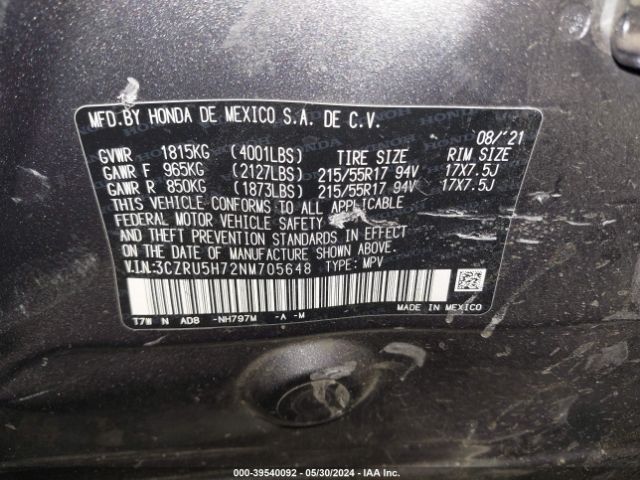 MFD.BY HONDA DE MEXICO S.A. DE C.V.
08/'21
GVWR 1815KG (4001LBS) TIRE SIZE RIM SIZE
GAWR F 965KG (2127LBS) 215/55R17 94V 17X7.5J
GAWR R 850KG (1873LBS) 215/55R17 94V 17X7.5J
THIS VEHICLE CONFORMS TO ALL APPLICABLE
FEDERAL MOTOR VEHICLE SAFETY
AND THEFT PREVENTION STANDARDS IN EFFECT
ON THE DATE OF MANUFACTURE SHOWN ABOVE.
V.I.N:3CZRU5H72NM705648 TYPE: MPV
T7W N AD8 -NH797M -A -M
MADE IN MEXICO
000-39540092 - 05/30/2024 - IAA Inc.